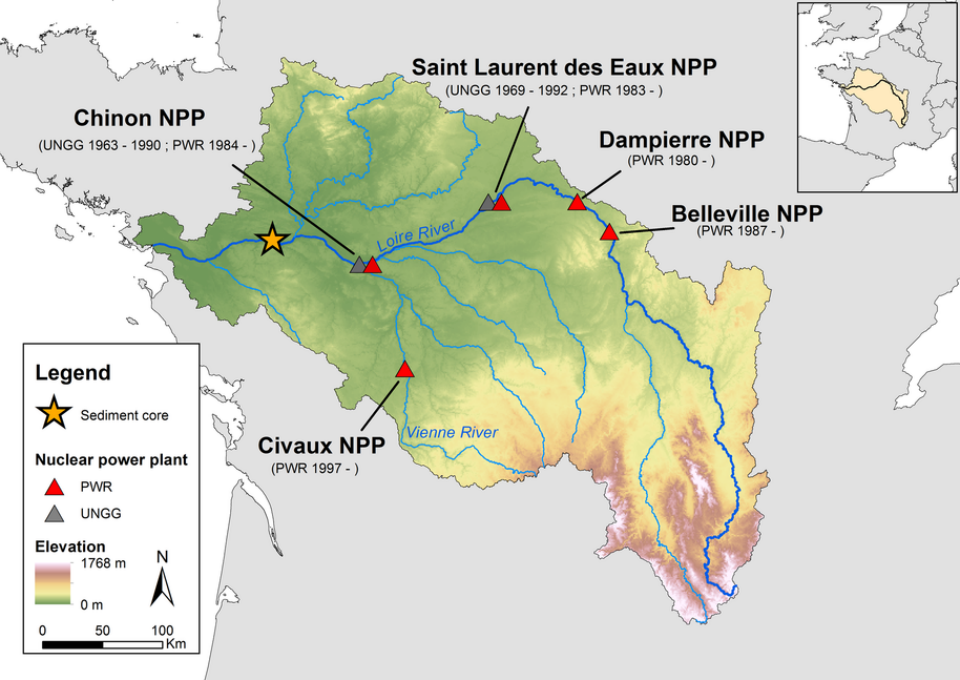 Saint Laurent des Eaux NPP
(UNGG 1969 - 1992 ; PWR 1983 - )
Chinon NPP
(UNGG 1963 - 1990 ; PWR 1984 - )
Dampierre NPP
(PWR 1980 - )
Belleville NPP
(PWR 1987 - )
Loire River
Civaux NPP
(PWR 1997 - )
Vienne River
Legend
Sediment core
Nuclear power plant
PWR
UNGG
Elevation
1768 m
0 m
N
0 50 100
Km